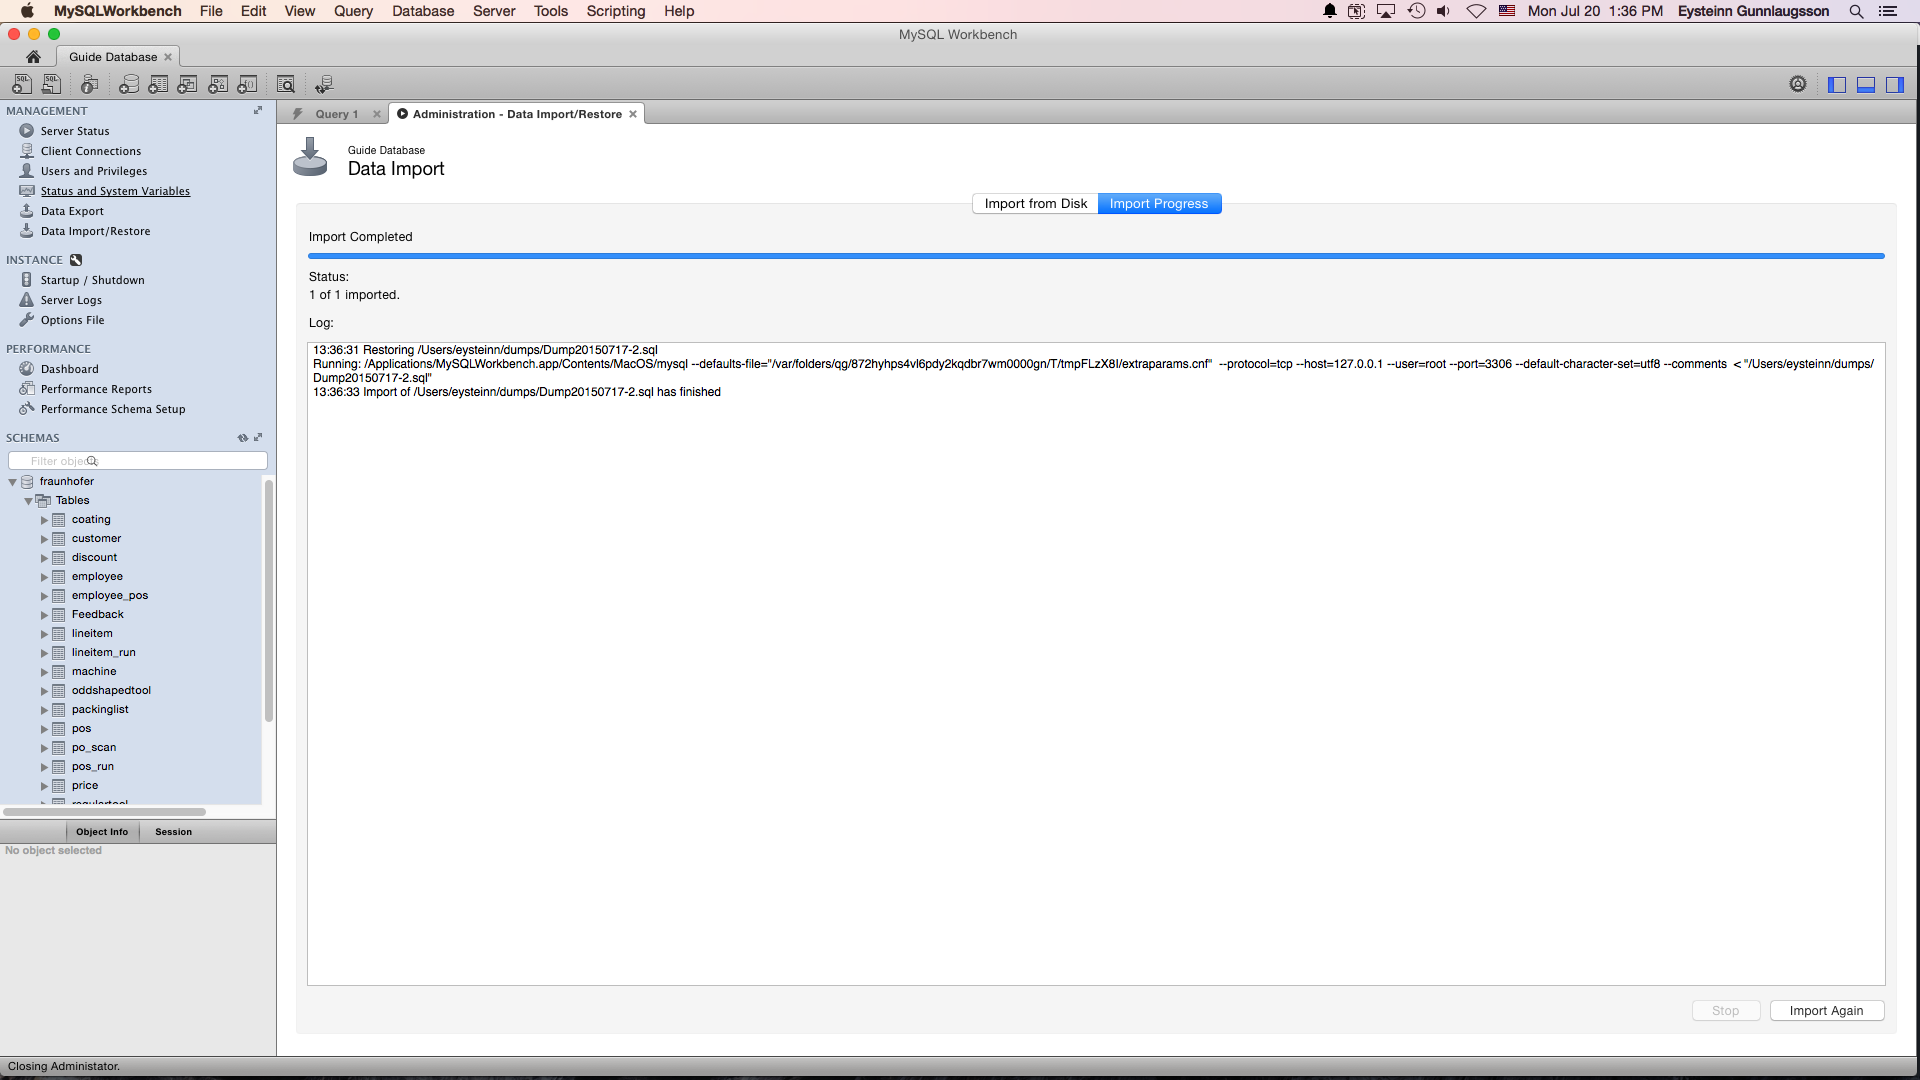 MySQLWorkbench File Edit View Query Database Server Tools Scripting Help Mon Jul 20 1:36 PM Eysteinn Gunnlaugsson
MySQL Workbench
Guide Database
MANAGEMENT
Server Status
Client Connections
Users and Privileges
Status and System Variables
Data Export
Data Import/Restore
INSTANCE
Startup / Shutdown
Server Logs
Options File
PERFORMANCE
Dashboard
Performance Reports
Performance Schema Setup
SCHEMAS
Filter objects
fraunhofer
Tables
coating
customer
discount
employee
employee_pos
Feedback
lineitem
lineitem_run
machine
oddshapedtool
packinglist
pos
po_scan
pos_run
price
regulartool
Object Info Session
No object selected
Query 1 Administration - Data Import/Restore
Guide Database
Data Import
Import from Disk Import Progress
Import Completed
Status:
1 of 1 imported.
Log:
13:36:31 Restoring /Users/eysteinn/dumps/Dump20150717-2.sql
Running: /Applications/MySQLWorkbench.app/Contents/MacOS/mysql --defaults-file="/var/folders/qg/872hyhps4vl6pdy2kqdbr7wm0000gn/T/tmpFLzX8I/extraparams.cnf"  --protocol=tcp --host=127.0.0.1 --user=root --port=3306 --default-character-set=utf8 --comments  < "/Users/eysteinn/dumps/
Dump20150717-2.sql"
13:36:33 Import of /Users/eysteinn/dumps/Dump20150717-2.sql has finished
Stop Import Again
Closing Administator.